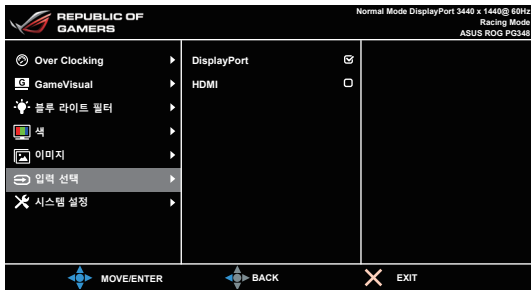 REPUBLIC OF
GAMERS
Normal Mode DisplayPort 3440 x 1440@ 60Hz
Racing Mode
ASUS ROG PG348
Over Clocking
DisplayPort
G GameVisual
HDMI
블루 라이트 필터
색
이미지
입력 선택
시스템 설정
MOVE/ENTER
BACK
EXIT